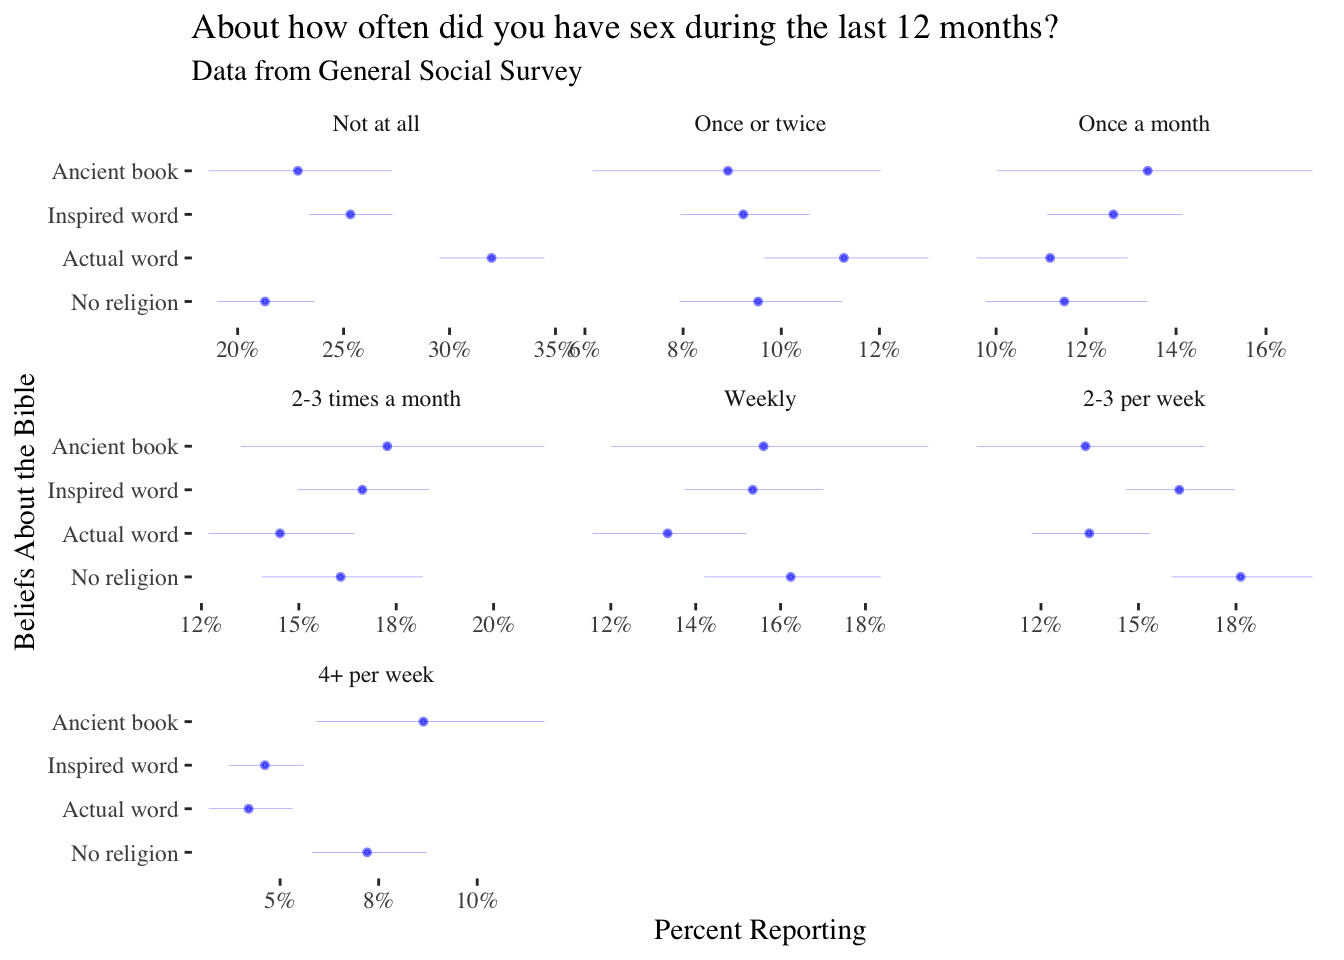 About how often did you have sex during the last 12 months?
Data from General Social Survey
Not at all
Once or twice
Once a month
Ancient book
Inspired word
Actual word
No religion
20% 25% 30% 35% 6% 8% 10% 12% 10% 12% 14% 16%
Beliefs About the Bible
2-3 times a month
Weekly
2-3 per week
Ancient book
Inspired word
Actual word
No religion
12% 15% 18% 20% 12% 14% 16% 18% 12% 15% 18%
4+ per week
Ancient book
Inspired word
Actual word
No religion
5% 8% 10%
Percent Reporting